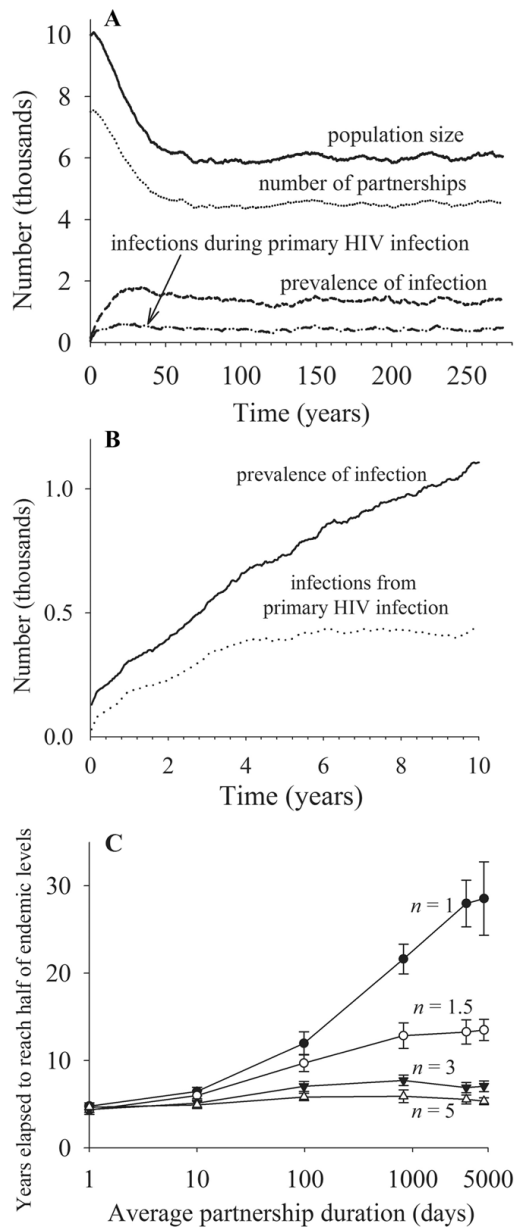 A
10
8
6
4
2
0
Number (thousands)
population size
number of partnerships
infections during primary HIV infection
prevalence of infection
0 50 100 150 200 250
Time (years)
B
1.0
0.5
0.0
Number (thousands)
prevalence of infection
infections from
primary HIV infection
0 2 4 6 8 10
Time (years)
C
30
20
10
0
Years elapsed to reach half of endemic levels
n = 1
n = 1.5
n = 3
n = 5
1 10 100 1000 5000
Average partnership duration (days)